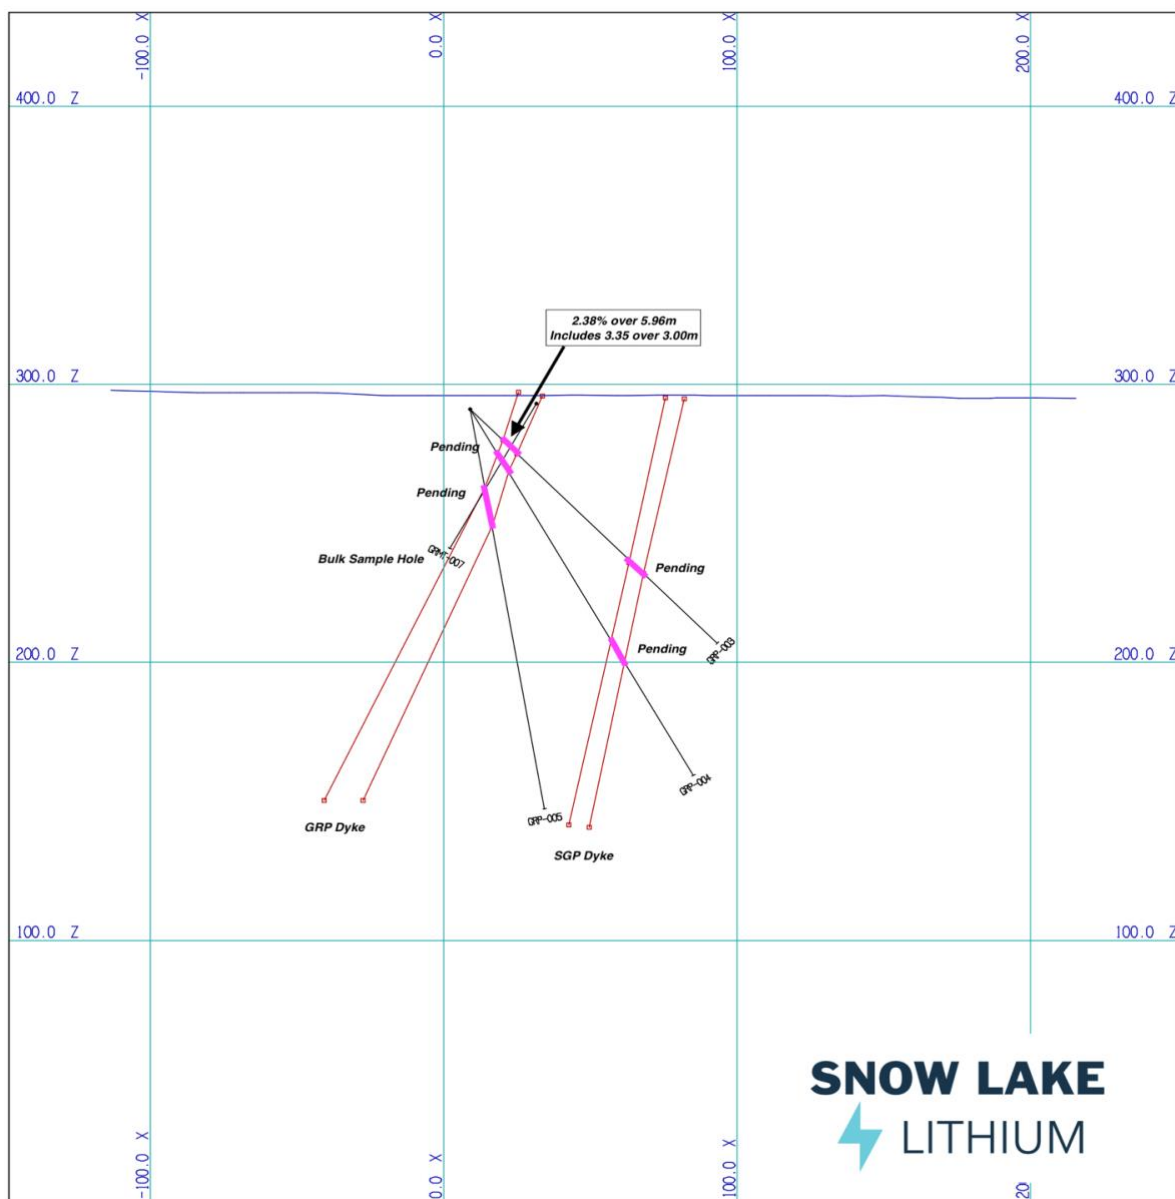 -100.0 X
0.0 X
100.0 X
200.0 X
400.0 Z
400.0 Z
2.38% over 5.96m
Includes 3.35 over 3.00m
300.0 Z
300.0 Z
Pending
Pending
Bulk Sample Hole
GRMT-007
Pending
Pending
GRP-003
200.0 Z
200.0 Z
GRP-004
GRP-005
GRP Dyke
SGP Dyke
100.0 Z
100.0 Z
SNOW LAKE
LITHIUM
-100.0 X
0.0 X
100.0 X
20